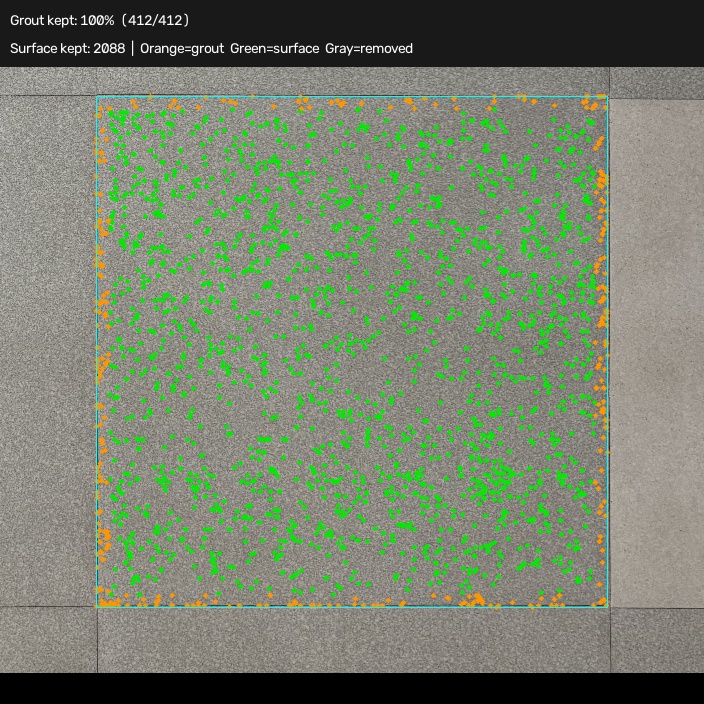 Grout kept: 100%  (412/412)
Surface kept: 2088 | Orange=grout  Green=surface  Gray=removed